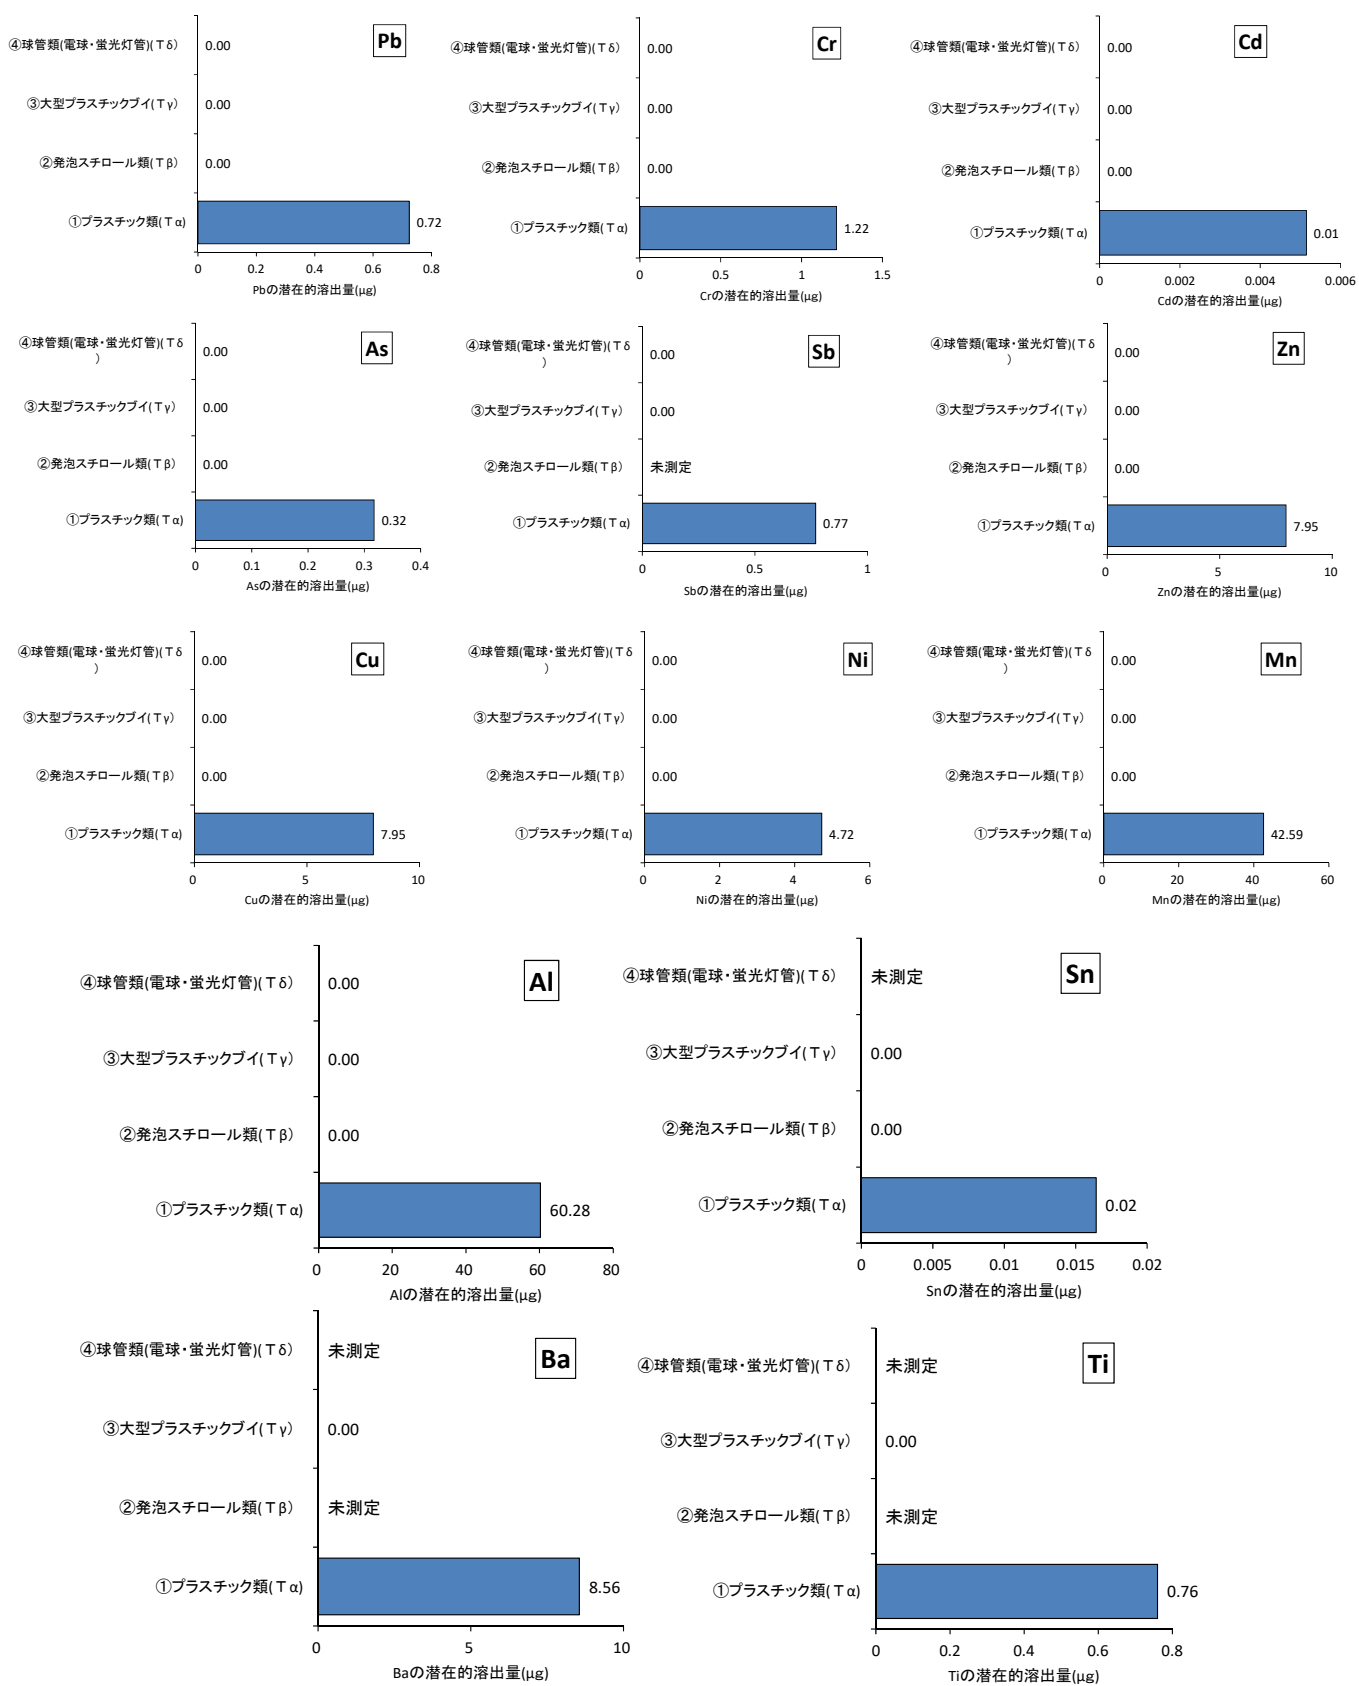 Pb
④球管類(電球・蛍光灯管)(Tδ) 0.00
③大型プラスチックブイ(Tγ) 0.00
②発泡スチロール類(Tβ) 0.00
①プラスチック類(Tα) 0.72
0 0.2 0.4 0.6 0.8
Pbの潜在的溶出量(μg)
Cr
④球管類(電球・蛍光灯管)(Tδ) 0.00
③大型プラスチックブイ(Tγ) 0.00
②発泡スチロール類(Tβ) 0.00
①プラスチック類(Tα) 1.22
0 0.5 1 1.5
Crの潜在的溶出量(μg)
Cd
④球管類(電球・蛍光灯管)(Tδ) 0.00
③大型プラスチックブイ(Tγ) 0.00
②発泡スチロール類(Tβ) 0.00
①プラスチック類(Tα) 0.01
0 0.002 0.004 0.006
Cdの潜在的溶出量(μg)
As
④球管類(電球・蛍光灯管)(Tδ 0.00
)
③大型プラスチックブイ(Tγ) 0.00
②発泡スチロール類(Tβ) 0.00
①プラスチック類(Tα) 0.32
0 0.1 0.2 0.3 0.4
Asの潜在的溶出量(μg)
Sb
④球管類(電球・蛍光灯管)(Tδ 0.00
)
③大型プラスチックブイ(Tγ) 0.00
②発泡スチロール類(Tβ) 未測定
①プラスチック類(Tα) 0.77
0 0.5 1
Sbの潜在的溶出量(μg)
Zn
④球管類(電球・蛍光灯管)(Tδ 0.00
)
③大型プラスチックブイ(Tγ) 0.00
②発泡スチロール類(Tβ) 0.00
①プラスチック類(Tα) 7.95
0 5 10
Znの潜在的溶出量(μg)
Cu
④球管類(電球・蛍光灯管)(Tδ 0.00
)
③大型プラスチックブイ(Tγ) 0.00
②発泡スチロール類(Tβ) 0.00
①プラスチック類(Tα) 7.95
0 5 10
Cuの潜在的溶出量(μg)
Ni
④球管類(電球・蛍光灯管)(Tδ 0.00
)
③大型プラスチックブイ(Tγ) 0.00
②発泡スチロール類(Tβ) 0.00
①プラスチック類(Tα) 4.72
0 2 4 6
Niの潜在的溶出量(μg)
Mn
④球管類(電球・蛍光灯管)(Tδ 0.00
)
③大型プラスチックブイ(Tγ) 0.00
②発泡スチロール類(Tβ) 0.00
①プラスチック類(Tα) 42.59
0 20 40 60
Mnの潜在的溶出量(μg)
Al
④球管類(電球・蛍光灯管)(Tδ) 0.00
③大型プラスチックブイ(Tγ) 0.00
②発泡スチロール類(Tβ) 0.00
①プラスチック類(Tα) 60.28
0 20 40 60 80
Alの潜在的溶出量(μg)
Sn
④球管類(電球・蛍光灯管)(Tδ) 未測定
③大型プラスチックブイ(Tγ) 0.00
②発泡スチロール類(Tβ) 0.00
①プラスチック類(Tα) 0.02
0 0.005 0.01 0.015 0.02
Snの潜在的溶出量(μg)
Ba
④球管類(電球・蛍光灯管)(Tδ) 未測定
③大型プラスチックブイ(Tγ) 0.00
②発泡スチロール類(Tβ) 未測定
①プラスチック類(Tα) 8.56
0 5 10
Baの潜在的溶出量(μg)
Ti
④球管類(電球・蛍光灯管)(Tδ) 未測定
③大型プラスチックブイ(Tγ) 0.00
②発泡スチロール類(Tβ) 未測定
①プラスチック類(Tα) 0.76
0 0.2 0.4 0.6 0.8
Tiの潜在的溶出量(μg)